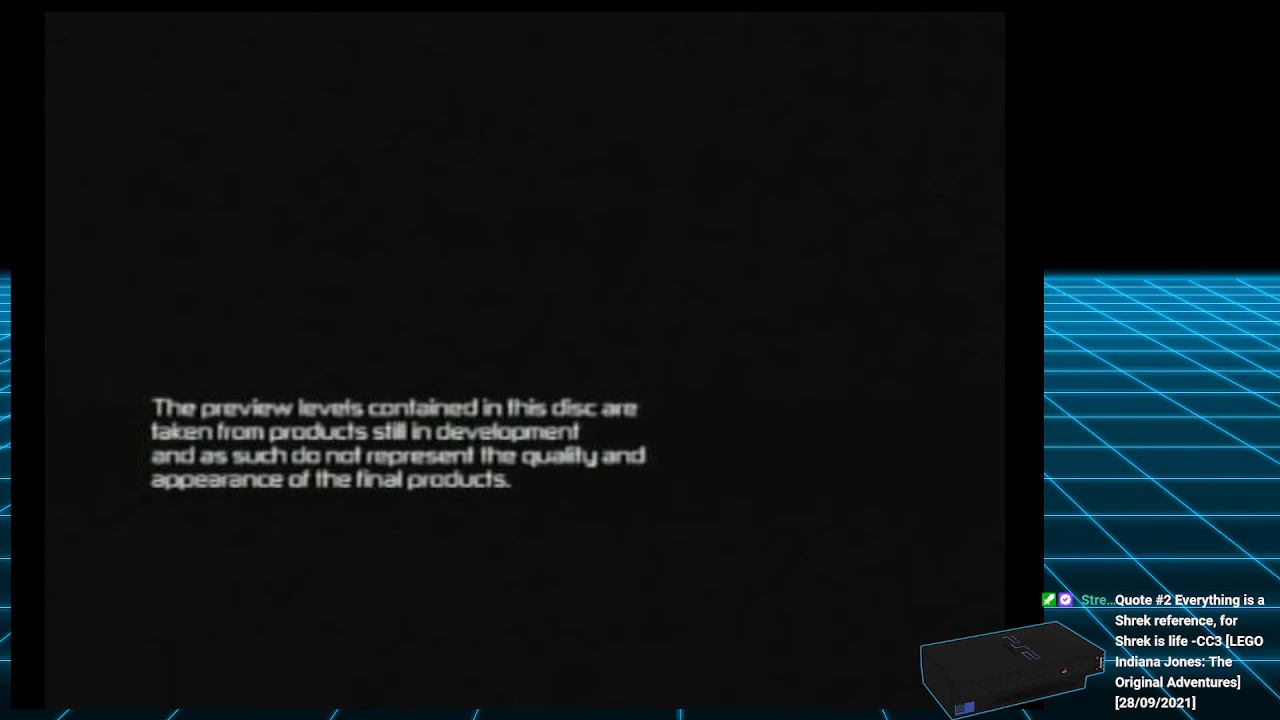 The preview levels contained in this disc are
taken from products still in development
and as such do not represent the quality and
appearance of the final products.
Stre...Quote #2 Everything is a
Shrek reference, for
Shrek is life -CC3 [LEGO
Indiana Jones: The
Original Adventures]
[28/09/2021]
PS2